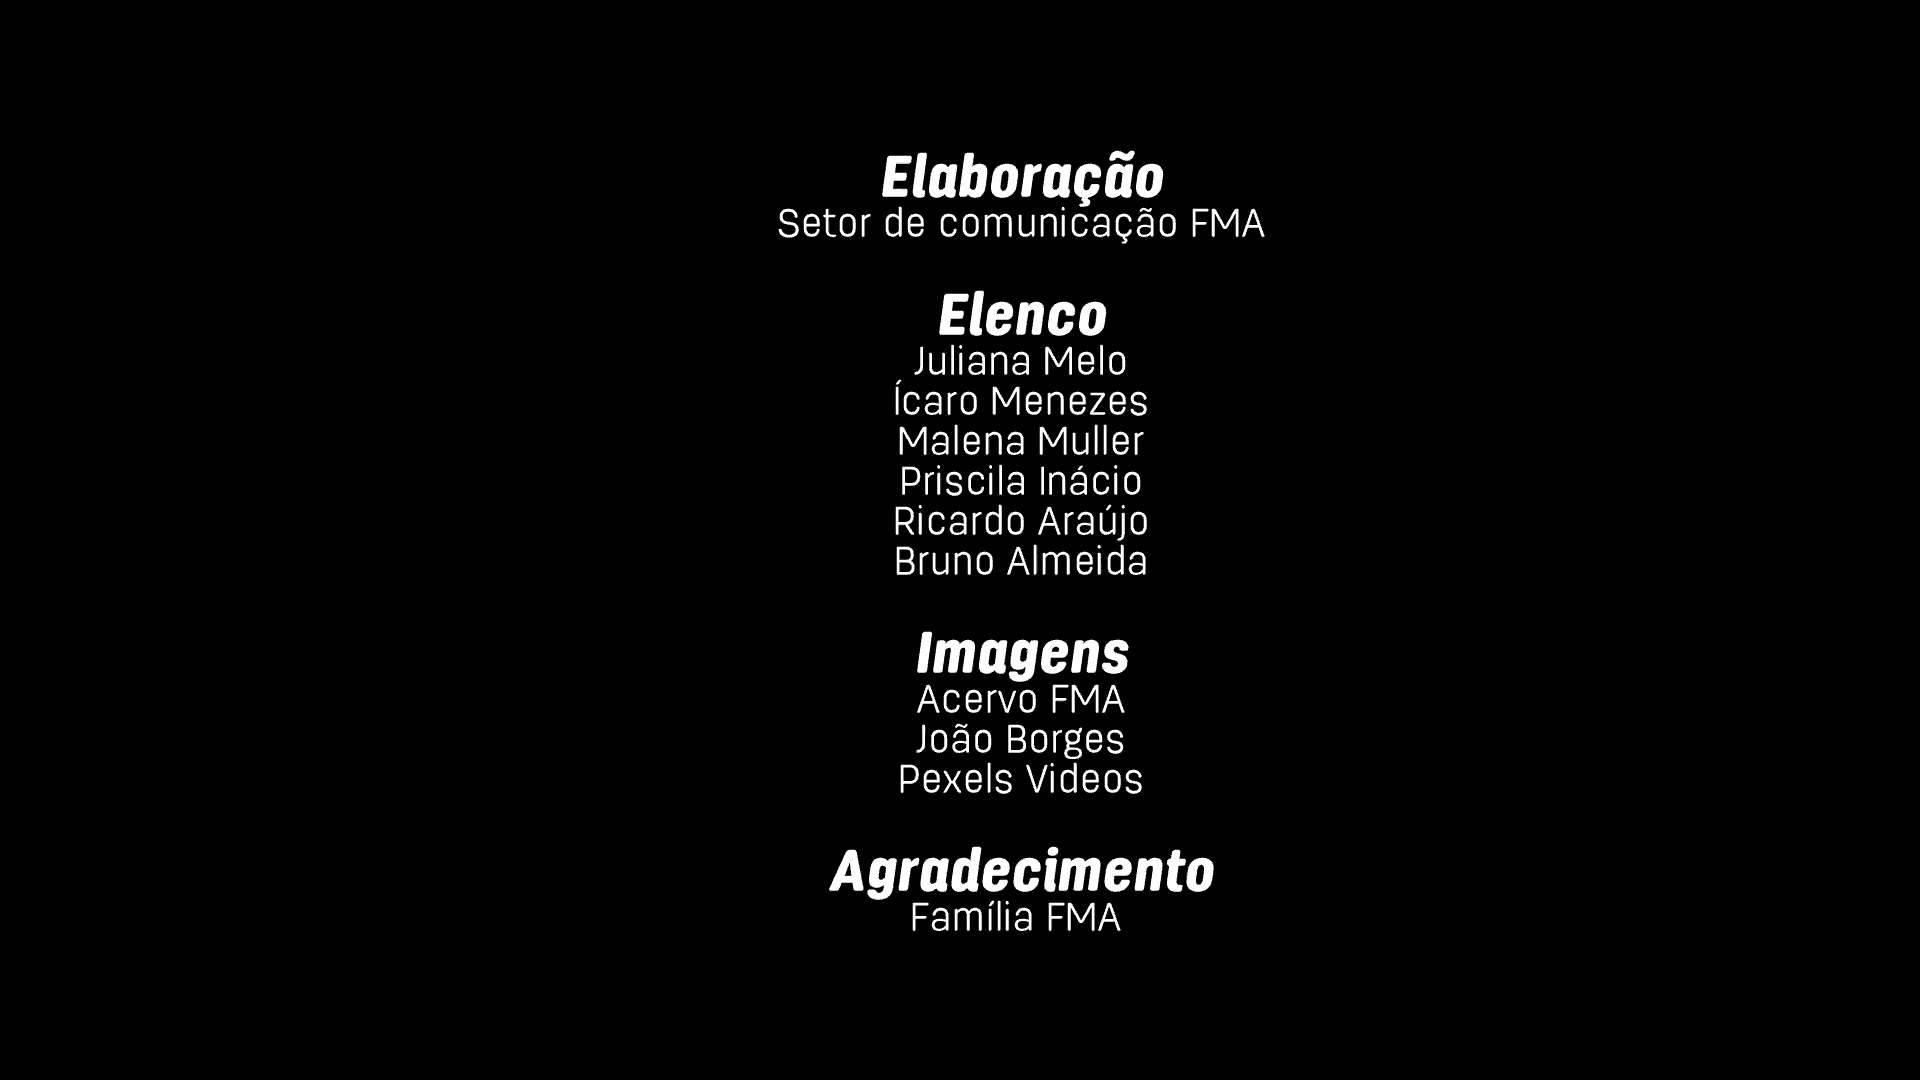 Elaboração
Setor de comunicação FMA
Elenco
Juliana Melo
Ícaro Menezes
Malena Muller
Priscila Inácio
Ricardo Araújo
Bruno Almeida
Imagens
Acervo FMA
João Borges
Pexels Videos
Agradecimento
Família FMA